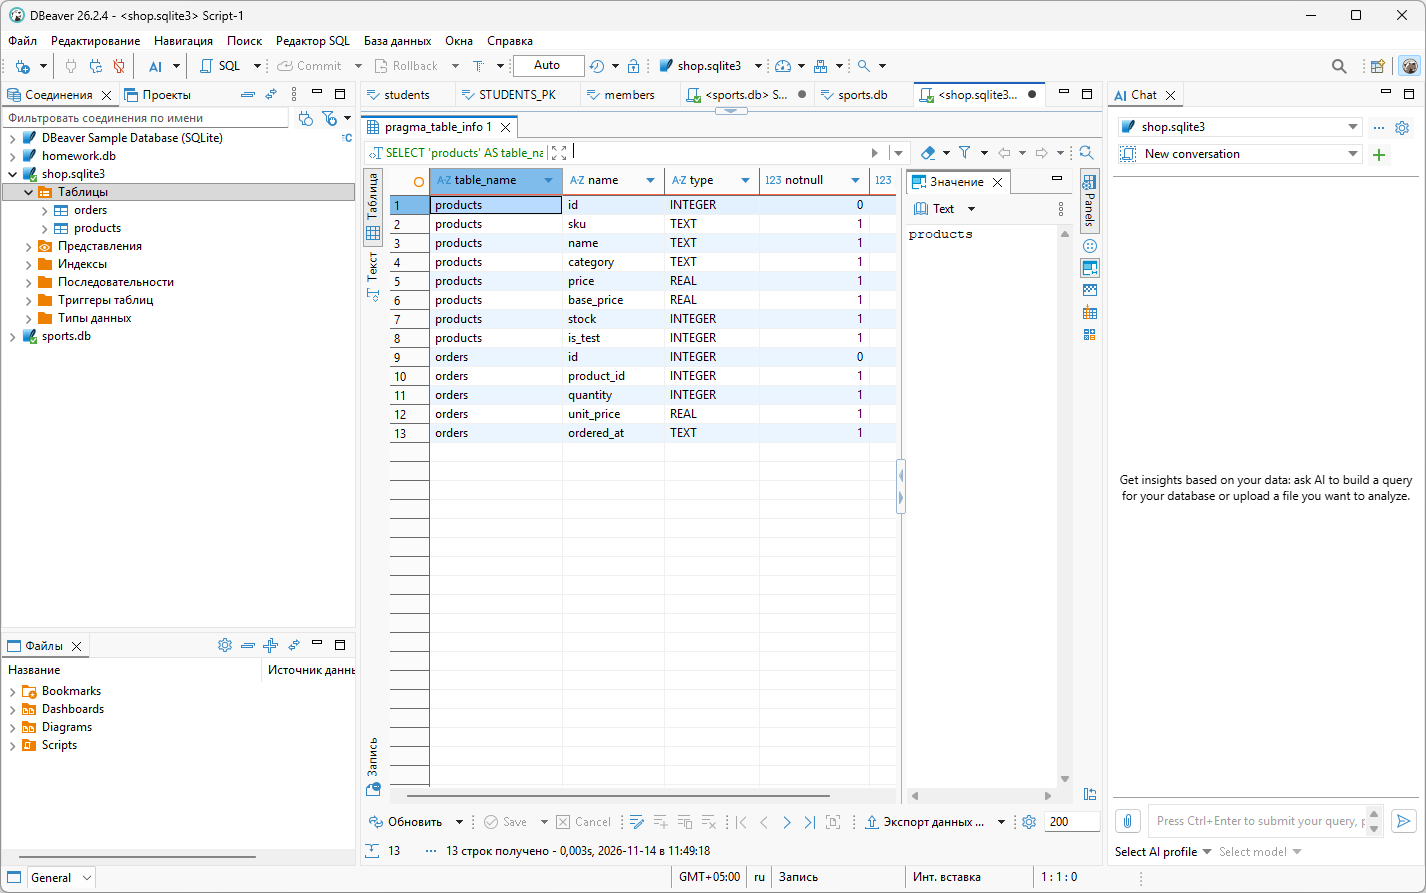 DBeaver 26.2.4 - <shop.sqlite3> Script-1
Файл Редактирование Навигация Поиск Редактор SQL База данных Окна Справка
AI SQL Commit Rollback T Auto shop.sqlite3
Соединения Проекты
Фильтровать соединения по имени
DBeaver Sample Database (SQLite)
homework.db
shop.sqlite3
Таблицы
orders
products
Представления
Индексы
Последовательности
Триггеры таблиц
Типы данных
sports.db
Файлы
Название Источник данн
Bookmarks
Dashboards
Diagrams
Scripts
students STUDENTS_PK members <sports.db> S... sports.db <shop.sqlite3...
pragma_table_info 1
SELECT 'products' AS table_na
Таблица
Текст
Запись
A-Z table_name A-Z name A-Z type 123 notnull 123
1 products id INTEGER 0
2 products sku TEXT 1
3 products name TEXT 1
4 products category TEXT 1
5 products price REAL 1
6 products base_price REAL 1
7 products stock INTEGER 1
8 products is_test INTEGER 1
9 orders id INTEGER 0
10 orders product_id INTEGER 1
11 orders quantity INTEGER 1
12 orders unit_price REAL 1
13 orders ordered_at TEXT 1
Значение
Text
products
Panels
Обновить Save Cancel Экспорт данных ... 200
13 13 строк получено - 0,003s, 2026-11-14 в 11:49:18
AI Chat
shop.sqlite3
New conversation
Get insights based on your data: ask AI to build a query
for your database or upload a file you want to analyze.
Press Ctrl+Enter to submit your query, p
Select AI profile Select model
General GMT+05:00 ru Запись Инт. вставка 1 : 1 : 0